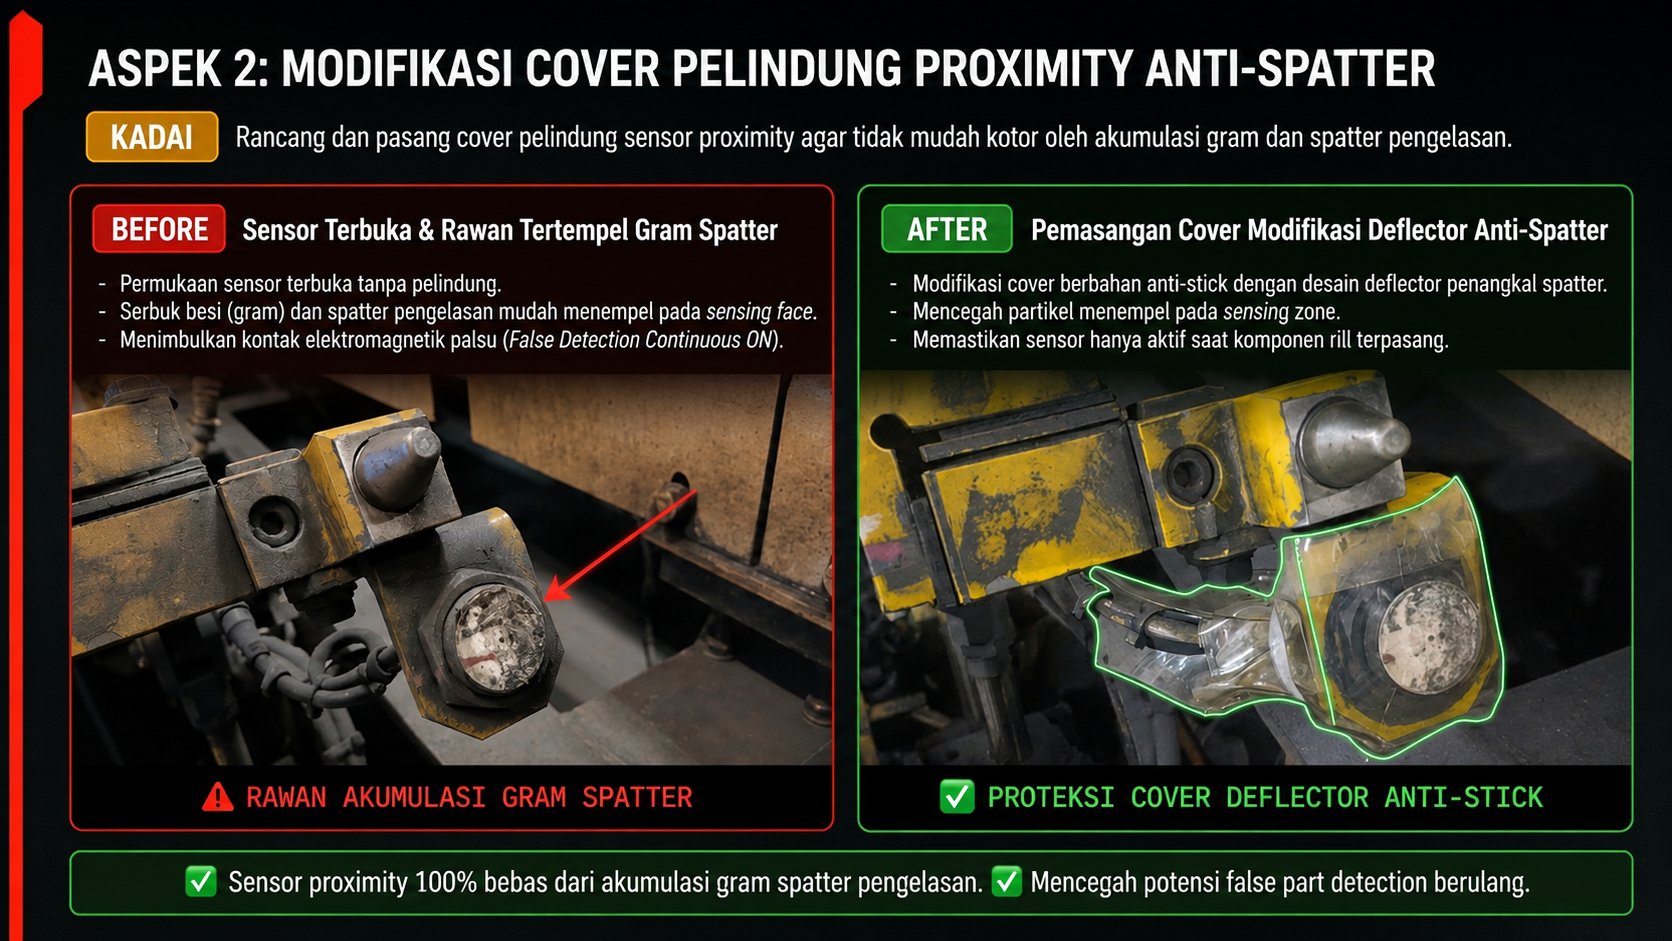 ASPEK 2: MODIFIKASI COVER PELINDUNG PROXIMITY ANTI-SPATTER
KADAI
Rancang dan pasang cover pelindung sensor proximity agar tidak mudah kotor oleh akumulasi gram dan spatter pengelasan.
BEFORE
Sensor Terbuka & Rawan Tertempel Gram Spatter
- Permukaan sensor terbuka tanpa pelindung.
- Serbuk besi (gram) dan spatter pengelasan mudah menempel pada sensing face.
- Menimbulkan kontak elektromagnetik palsu (False Detection Continuous ON).
⚠ RAWAN AKUMULASI GRAM SPATTER
AFTER
Pemasangan Cover Modifikasi Deflector Anti-Spatter
- Modifikasi cover berbahan anti-stick dengan desain deflector penangkal spatter.
- Mencegah partikel menempel pada sensing zone.
- Memastikan sensor hanya aktif saat komponen rill terpasang.
✅ PROTEKSI COVER DEFLECTOR ANTI-STICK
✅ Sensor proximity 100% bebas dari akumulasi gram spatter pengelasan. ✅ Mencegah potensi false part detection berulang.